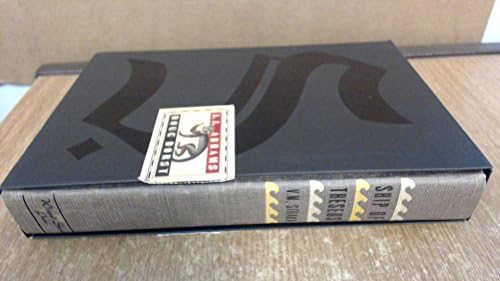 S.
J.J. ABRAMS
DOUG DORST
SHIP OF
THESEUS
V.M. STRAKA